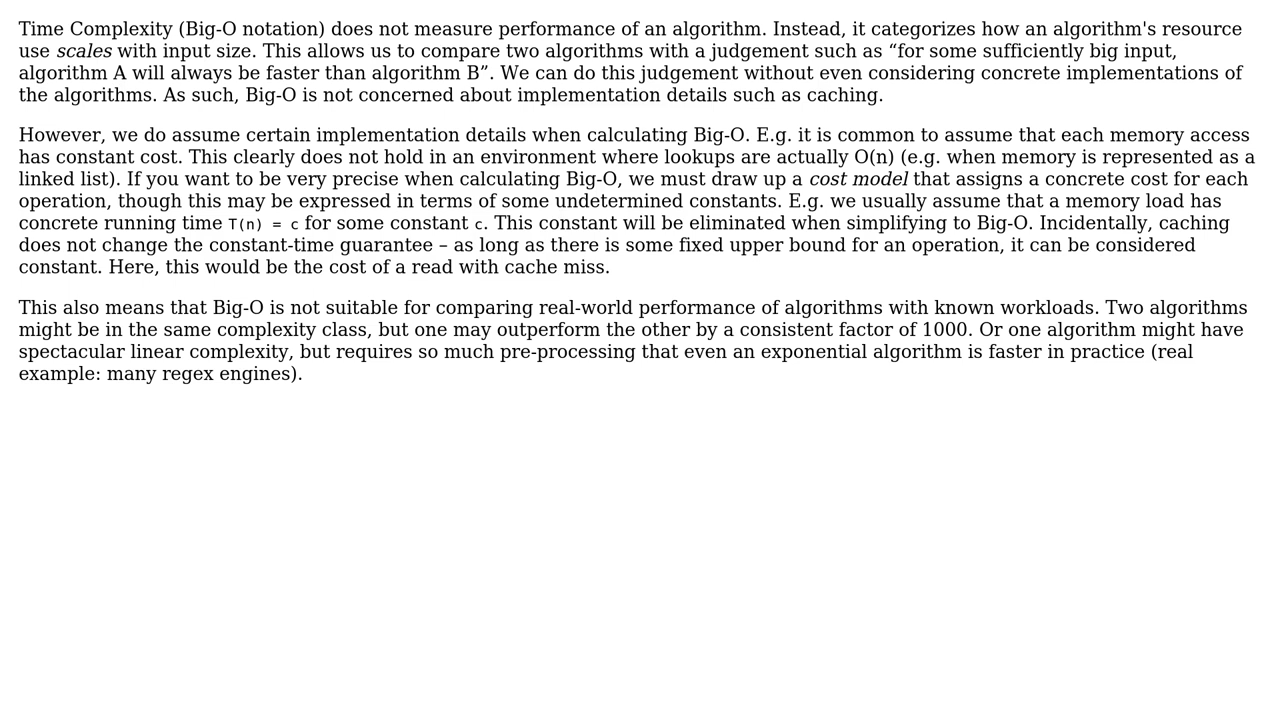 Time Complexity (Big-O notation) does not measure performance of an algorithm. Instead, it categorizes how an algorithm's resource
use scales with input size. This allows us to compare two algorithms with a judgement such as “for some sufficiently big input,
algorithm A will always be faster than algorithm B”. We can do this judgement without even considering concrete implementations of
the algorithms. As such, Big-O is not concerned about implementation details such as caching.
However, we do assume certain implementation details when calculating Big-O. E.g. it is common to assume that each memory access
has constant cost. This clearly does not hold in an environment where lookups are actually O(n) (e.g. when memory is represented as a
linked list). If you want to be very precise when calculating Big-O, we must draw up a cost model that assigns a concrete cost for each
operation, though this may be expressed in terms of some undetermined constants. E.g. we usually assume that a memory load has
concrete running time T(n) = c for some constant c. This constant will be eliminated when simplifying to Big-O. Incidentally, caching
does not change the constant-time guarantee – as long as there is some fixed upper bound for an operation, it can be considered
constant. Here, this would be the cost of a read with cache miss.
This also means that Big-O is not suitable for comparing real-world performance of algorithms with known workloads. Two algorithms
might be in the same complexity class, but one may outperform the other by a consistent factor of 1000. Or one algorithm might have
spectacular linear complexity, but requires so much pre-processing that even an exponential algorithm is faster in practice (real
example: many regex engines).